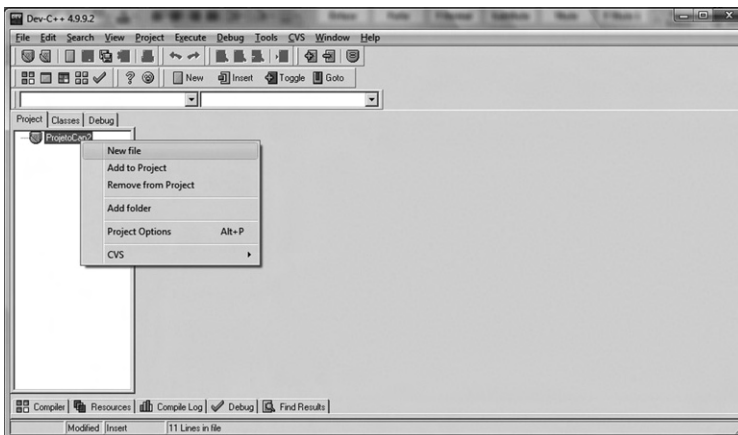 Dev-C++ 4.9.9.2
File Edit Search View Project Execute Debug Tools CVS Window Help
New Insert Toggle Goto
Project Classes Debug
ProjetoCap2
New file
Add to Project
Remove from Project
Add folder
Project Options Alt+P
CVS
Compiler Resources Compile Log Debug Find Results
Modified Insert 11 Lines in file